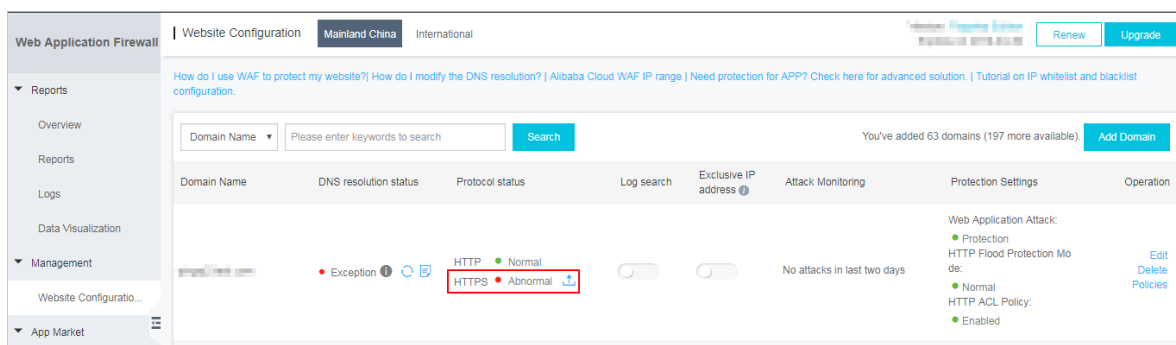 Web Application Firewall
Website Configuration Mainland China International
Renew Upgrade
How do I use WAF to protect my website?| How do I modify the DNS resolution? | Alibaba Cloud WAF IP range | Need protection for APP? Check here for advanced solution. | Tutorial on IP whitelist and blacklist
configuration.
Reports
Overview
Reports
Logs
Data Visualization
Management
Website Configuratio...
App Market
Domain Name Please enter keywords to search Search You've added 63 domains (197 more available). Add Domain
Domain Name DNS resolution status Protocol status Log search Exclusive IP address Attack Monitoring Protection Settings Operation
Exception
HTTP Normal
HTTPS Abnormal
No attacks in last two days
Web Application Attack:
Protection
HTTP Flood Protection Mo
de:
Normal
HTTP ACL Policy:
Enabled
Edit
Delete
Policies